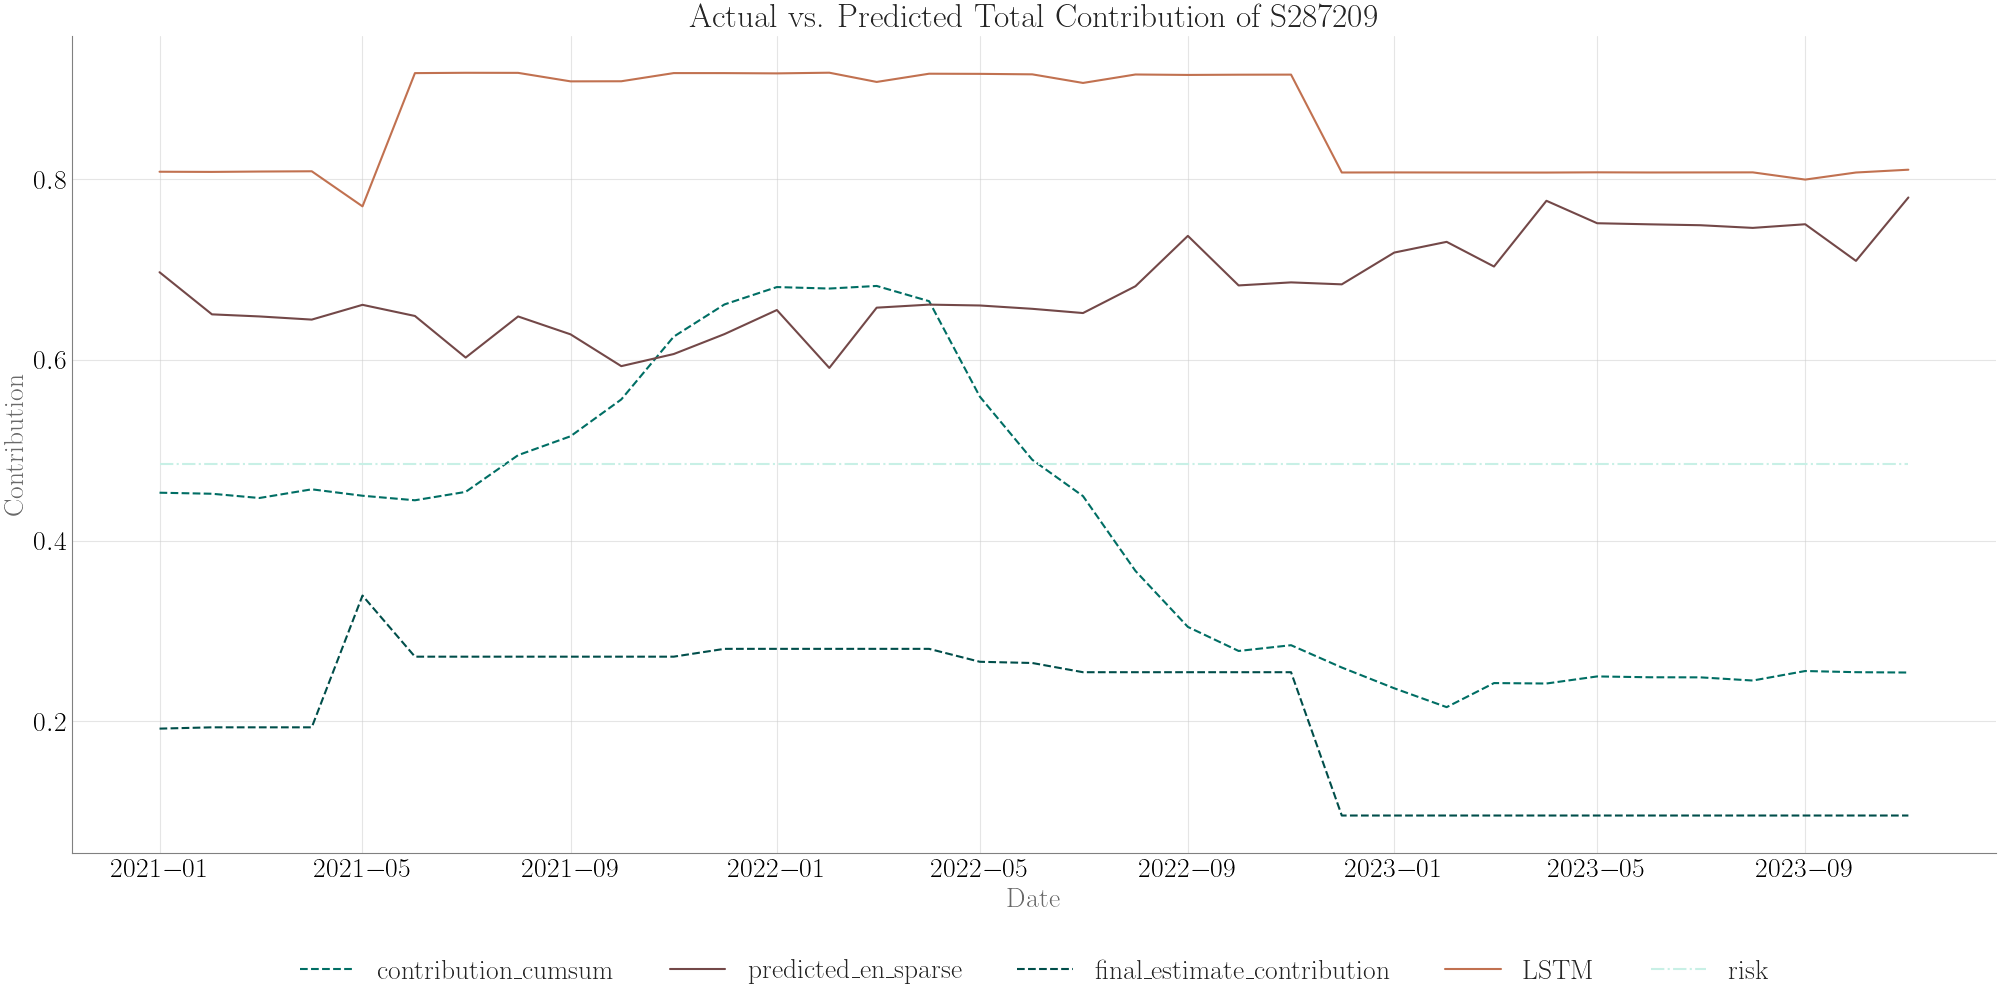 Actual vs. Predicted Total Contribution of S287209
Contribution
0.8
0.6
0.4
0.2
2021−01 2021−05 2021−09 2022−01 2022−05 2022−09 2023−01 2023−05 2023−09
Date
contribution_cumsum predicted_en_sparse final_estimate_contribution LSTM risk